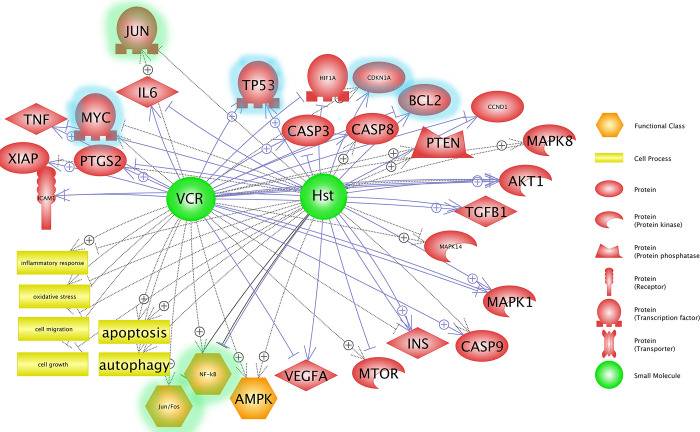 JUN
TP53
HIF1A
CDKN1A
IL6
BCL2
CCND1
TNF
MYC
CASP3
CASP8
PTEN
MAPK8
XIAP
PTGS2
ICAM1
AKT1
VCR
Hst
TGFB1
MAPK14
inflammatory response
oxidative stress
MAPK1
cell migration
apoptosis
INS
CASP9
cell growth
autophagy
NF-kB
VEGFA
MTOR
Jun/Fos
AMPK
Functional Class
Cell Process
Protein
Protein
(Protein kinase)
Protein
(Protein phosphatase)
Protein
(Receptor)
Protein
(Transcription factor)
Protein
(Transporter)
Small Molecule